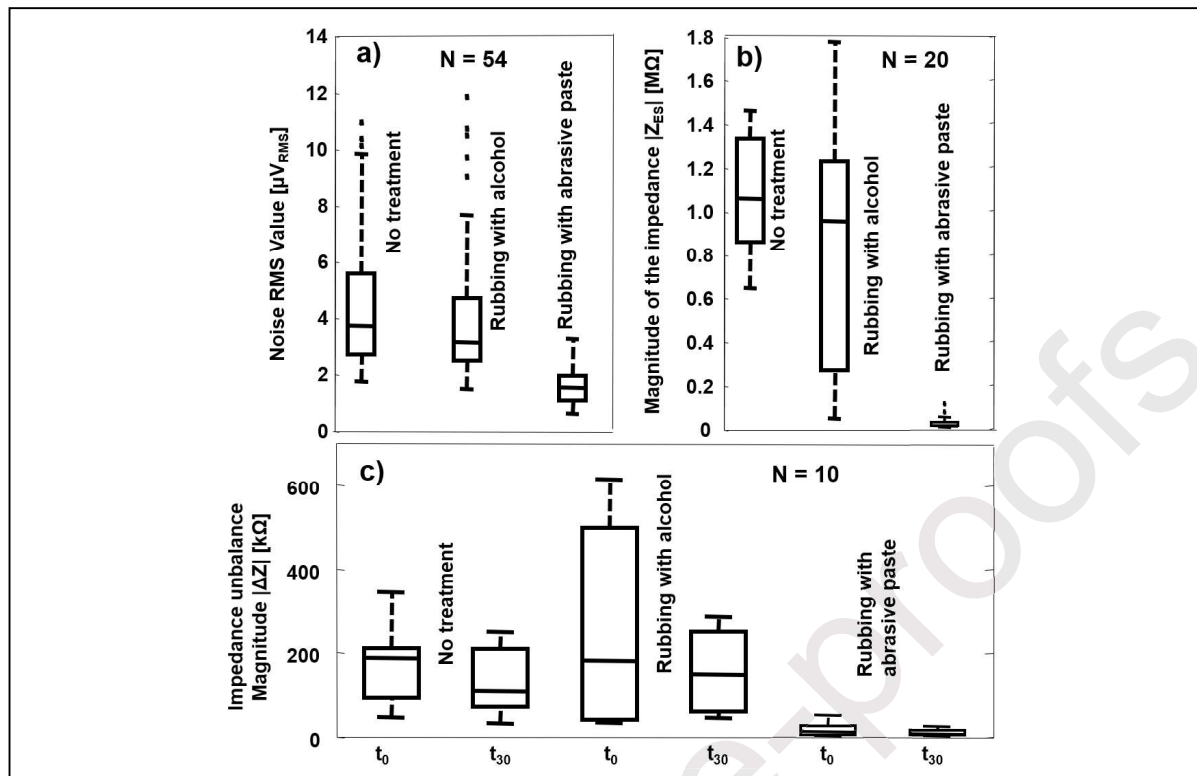 a)
N = 54
Noise RMS Value [µV_RMS]
14
12
10
8
6
4
2
0
No treatment
Rubbing with alcohol
Rubbing with abrasive paste
b)
N = 20
Magnitude of the impedance |Z_ES| [MΩ]
1.8
1.6
1.4
1.2
1.0
0.8
0.6
0.4
0.2
0
No treatment
Rubbing with alcohol
Rubbing with abrasive paste
c)
N = 10
Impedance unbalance
Magnitude |ΔZ| [kΩ]
600
400
200
0
No treatment
Rubbing with alcohol
Rubbing with
abrasive paste
t0
t30
t0
t30
t0
t30
e-proofs